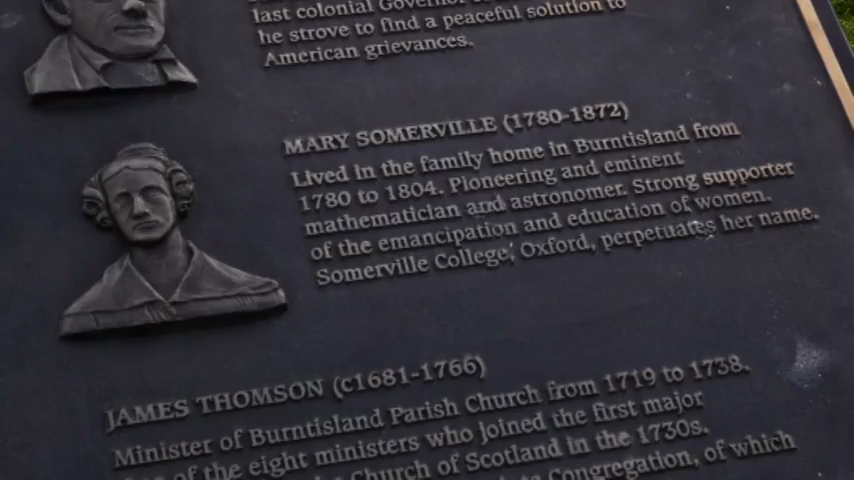 last colonial Governor
he strove to find a peaceful solution to
American grievances.
MARY SOMERVILLE (1780-1872)
Lived in the family home in Burntisland from
1780 to 1804. Pioneering and eminent
mathematician and astronomer. Strong supporter
of the emancipation and education of women.
Somerville College, Oxford, perpetuates her name.
JAMES THOMSON (c1681-1766)
Minister of Burntisland Parish Church from 1719 to 1738.
of the eight ministers who joined the first major
Church of Scotland in the 1730s.
Congregation, of which